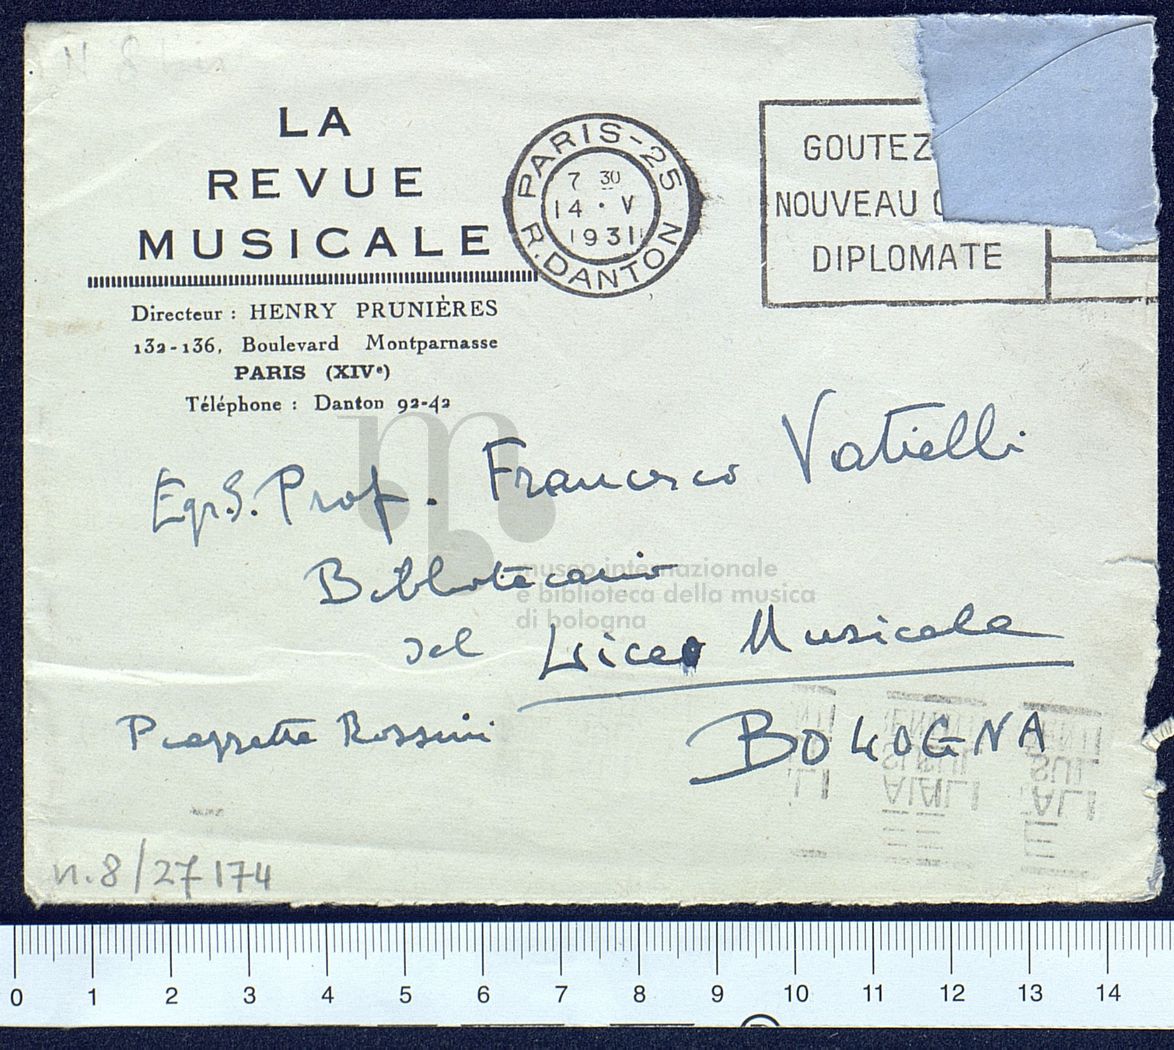 N 8 bis
LA
REVUE
MUSICALE
Directeur : HENRY PRUNIÈRES
132-136, Boulevard Montparnasse
PARIS (XIVᵉ)
Téléphone : Danton 92-42
PARIS-25
7 30
14 · V
1931
R. DANTON
GOUTEZ
NOUVEAU
DIPLOMATE
Egr. S. Prof. Francesco Vatielli
Bibliotecario
del Liceo Musicale
Piazzetta Rossini BOLOGNA
museo internazionale
e biblioteca della musica
di bologna
n. 8/27174
0 1 2 3 4 5 6 7 8 9 10 11 12 13 14